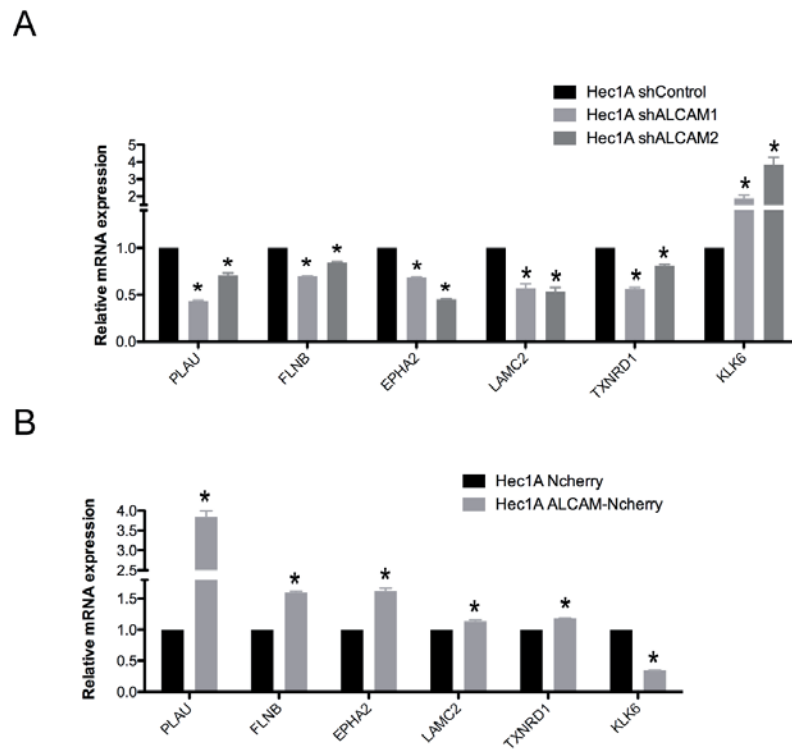 A
Hec1A shControl
Hec1A shALCAM1
Hec1A shALCAM2
Relative mRNA expression
5
4
3
2
1.0
0.5
0.0
* * * * * * * * * * * *
PLAU
FLNB
EPHA2
LAMC2
TXNRD1
KLK6
B
Hec1A Ncherry
Hec1A ALCAM-Ncherry
Relative mRNA expression
4.0
3.5
3.0
2.5
1.5
1.0
0.5
0.0
* * * * * *
PLAU
FLNB
EPHA2
LAMC2
TXNRD1
KLK6